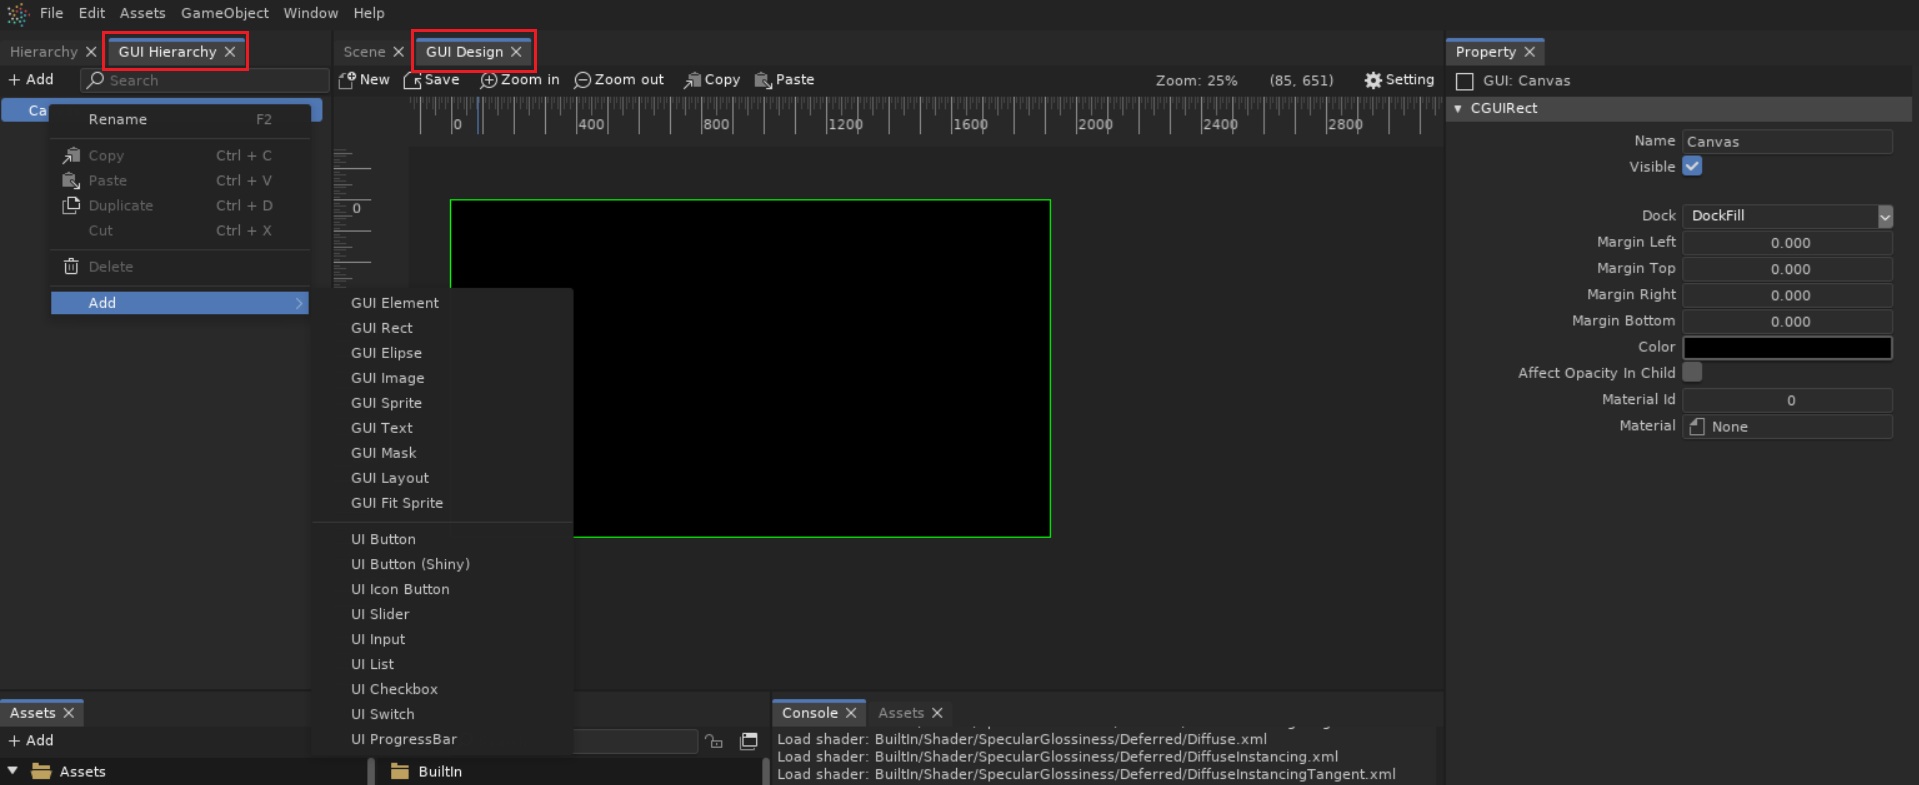 File Edit Assets GameObject Window Help
Hierarchy GUI Hierarchy Scene GUI Design Property
+ Add Search New Save Zoom in Zoom out Copy Paste Zoom: 25% (85, 651) Setting GUI: Canvas
Ca
Rename F2
Copy Ctrl + C
Paste Ctrl + V
Duplicate Ctrl + D
Cut Ctrl + X
Delete
Add
GUI Element
GUI Rect
GUI Elipse
GUI Image
GUI Sprite
GUI Text
GUI Mask
GUI Layout
GUI Fit Sprite
UI Button
UI Button (Shiny)
UI Icon Button
UI Slider
UI Input
UI List
UI Checkbox
UI Switch
UI ProgressBar
0 400 800 1200 1600 2000 2400 2800
0
CGUIRect
Name Canvas
Visible
Dock DockFill
Margin Left 0.000
Margin Top 0.000
Margin Right 0.000
Margin Bottom 0.000
Color
Affect Opacity In Child
Material Id 0
Material None
Assets
+ Add
Assets
BuiltIn
Console Assets
Load shader: BuiltIn/Shader/SpecularGlossiness/Deferred/Diffuse.xml
Load shader: BuiltIn/Shader/SpecularGlossiness/Deferred/DiffuseInstancing.xml
Load shader: BuiltIn/Shader/SpecularGlossiness/Deferred/DiffuseInstancingTangent.xml